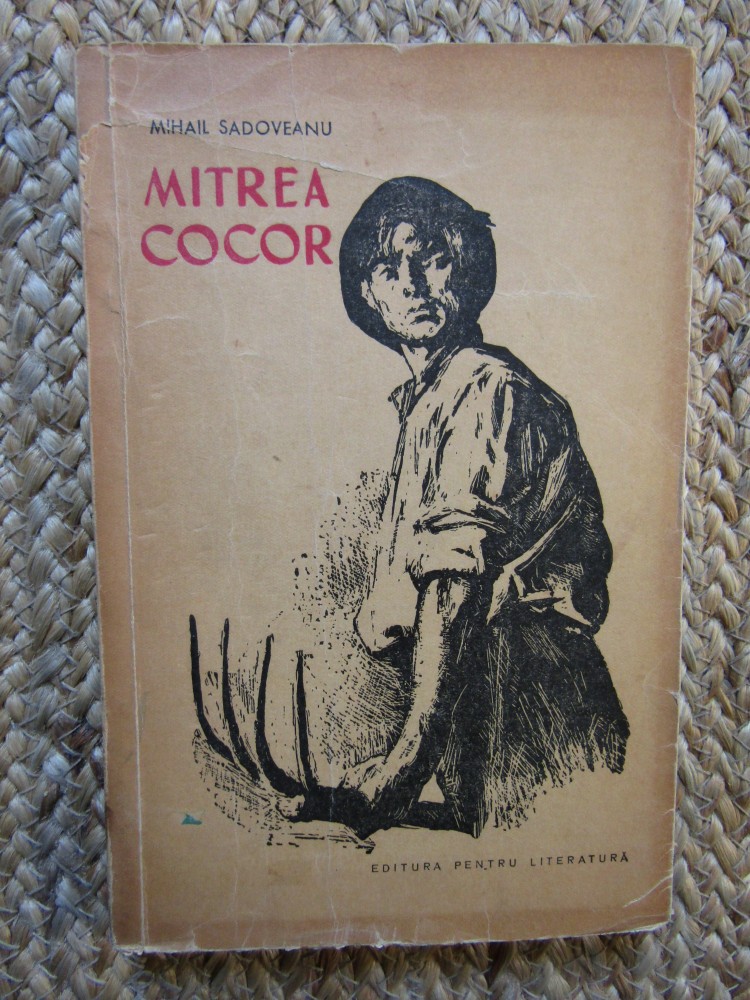 MIHAIL SADOVEANU
MITREA
COCOR
EDITURA PENTRU LITERATURĂ